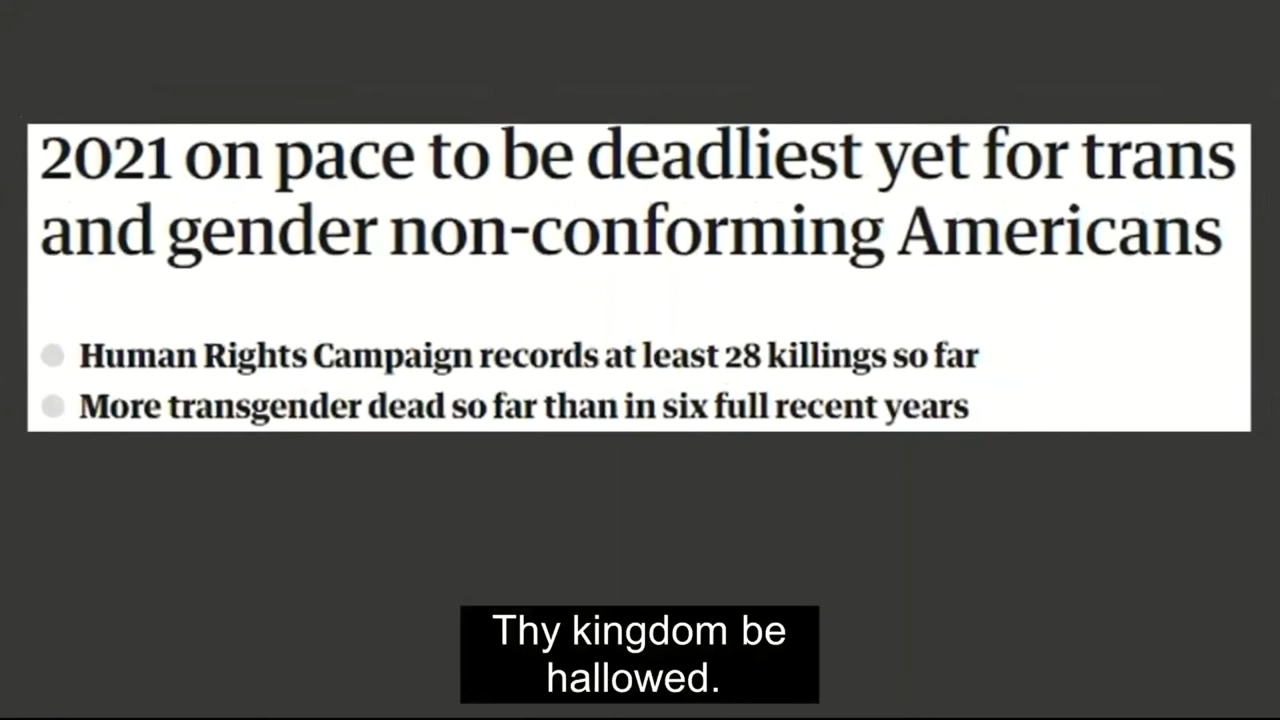 2021 on pace to be deadliest yet for trans
and gender non-conforming Americans
Human Rights Campaign records at least 28 killings so far
More transgender dead so far than in six full recent years
Thy kingdom be
hallowed.